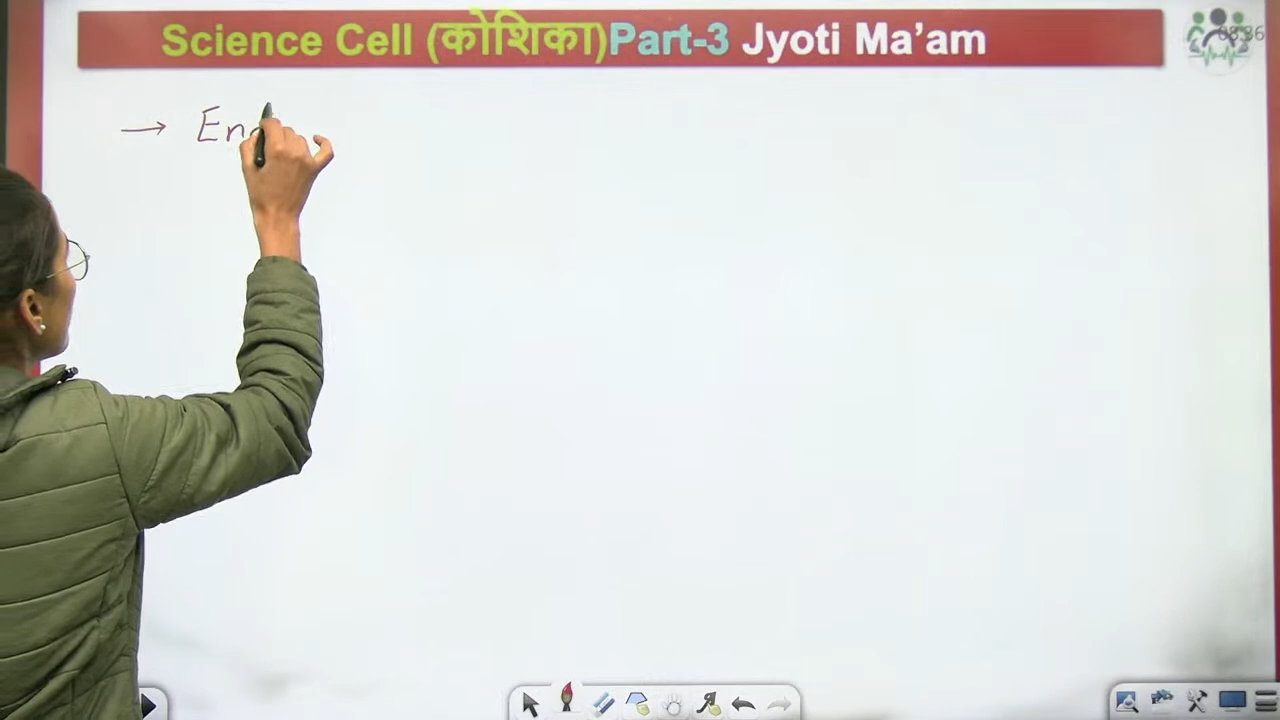 Science Cell (कोशिका)Part-3 Jyoti Ma'am
→ En